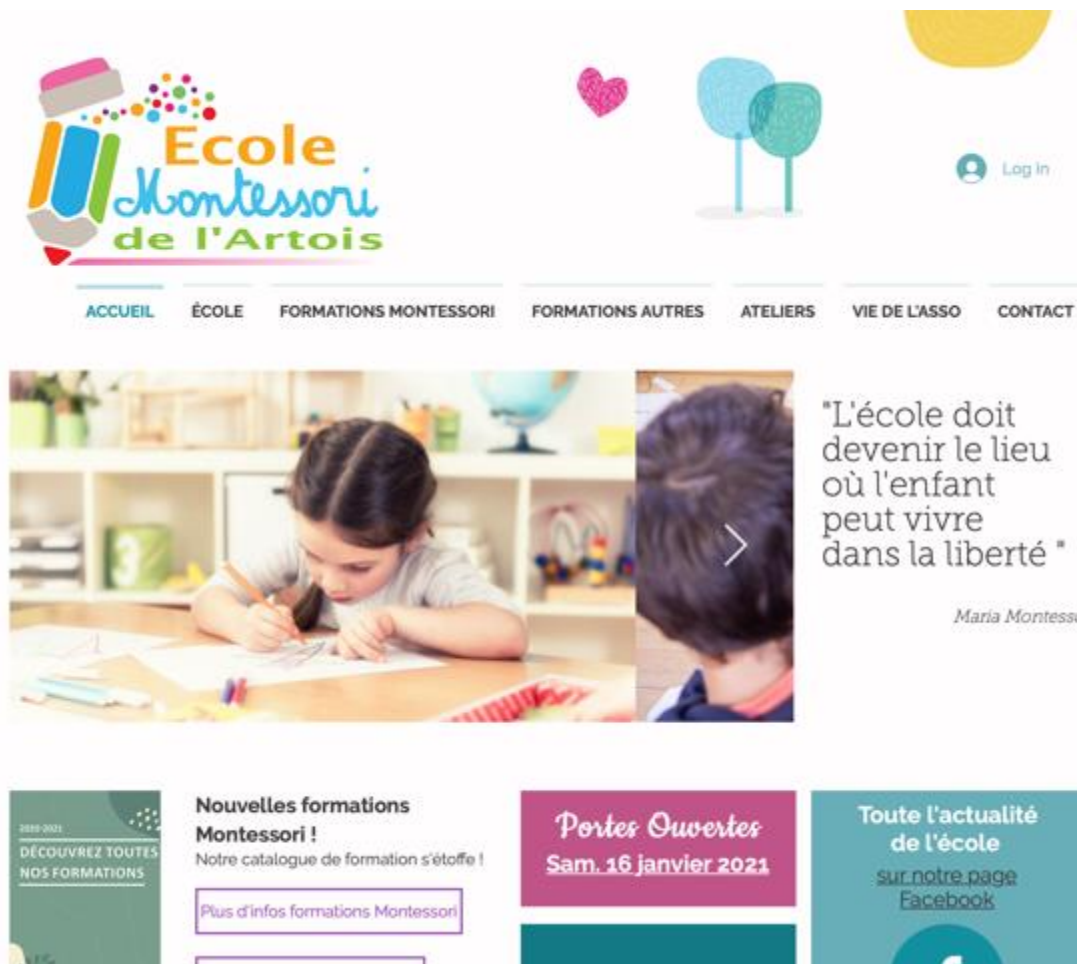 Ecole
Montessori
de l'Artois
Log In
ACCUEIL ÉCOLE FORMATIONS MONTESSORI FORMATIONS AUTRES ATELIERS VIE DE L'ASSO CONTACT
"L'école doit
devenir le lieu
où l'enfant
peut vivre
dans la liberté "
Maria Montesso
2020-2021
DÉCOUVREZ TOUTES
NOS FORMATIONS
Nouvelles formations
Montessori !
Notre catalogue de formation s'étoffe !
Plus d'infos formations Montessori
Portes Ouvertes
Sam. 16 janvier 2021
Toute l'actualité
de l'école
sur notre page
Facebook